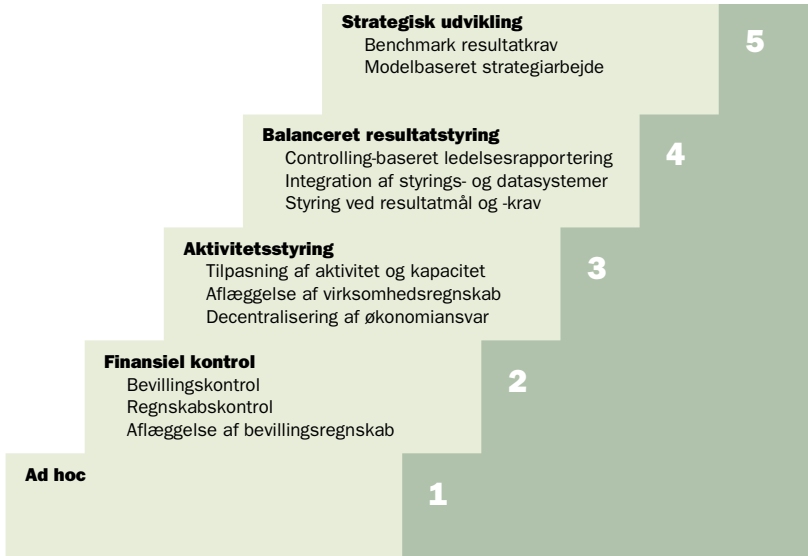 Strategisk udvikling
Benchmark resultatkrav
Modelbaseret strategiarbejde
5
Balanceret resultatstyring
Controlling-baseret ledelsesrapportering
Integration af styrings- og datasystemer
Styring ved resultatmål og -krav
4
Aktivitetsstyring
Tilpasning af aktivitet og kapacitet
Aflæggelse af virksomhedsregnskab
Decentralisering af økonomiansvar
3
Finansiel kontrol
Bevillingskontrol
Regnskabskontrol
Aflæggelse af bevillingsregnskab
2
Ad hoc
1